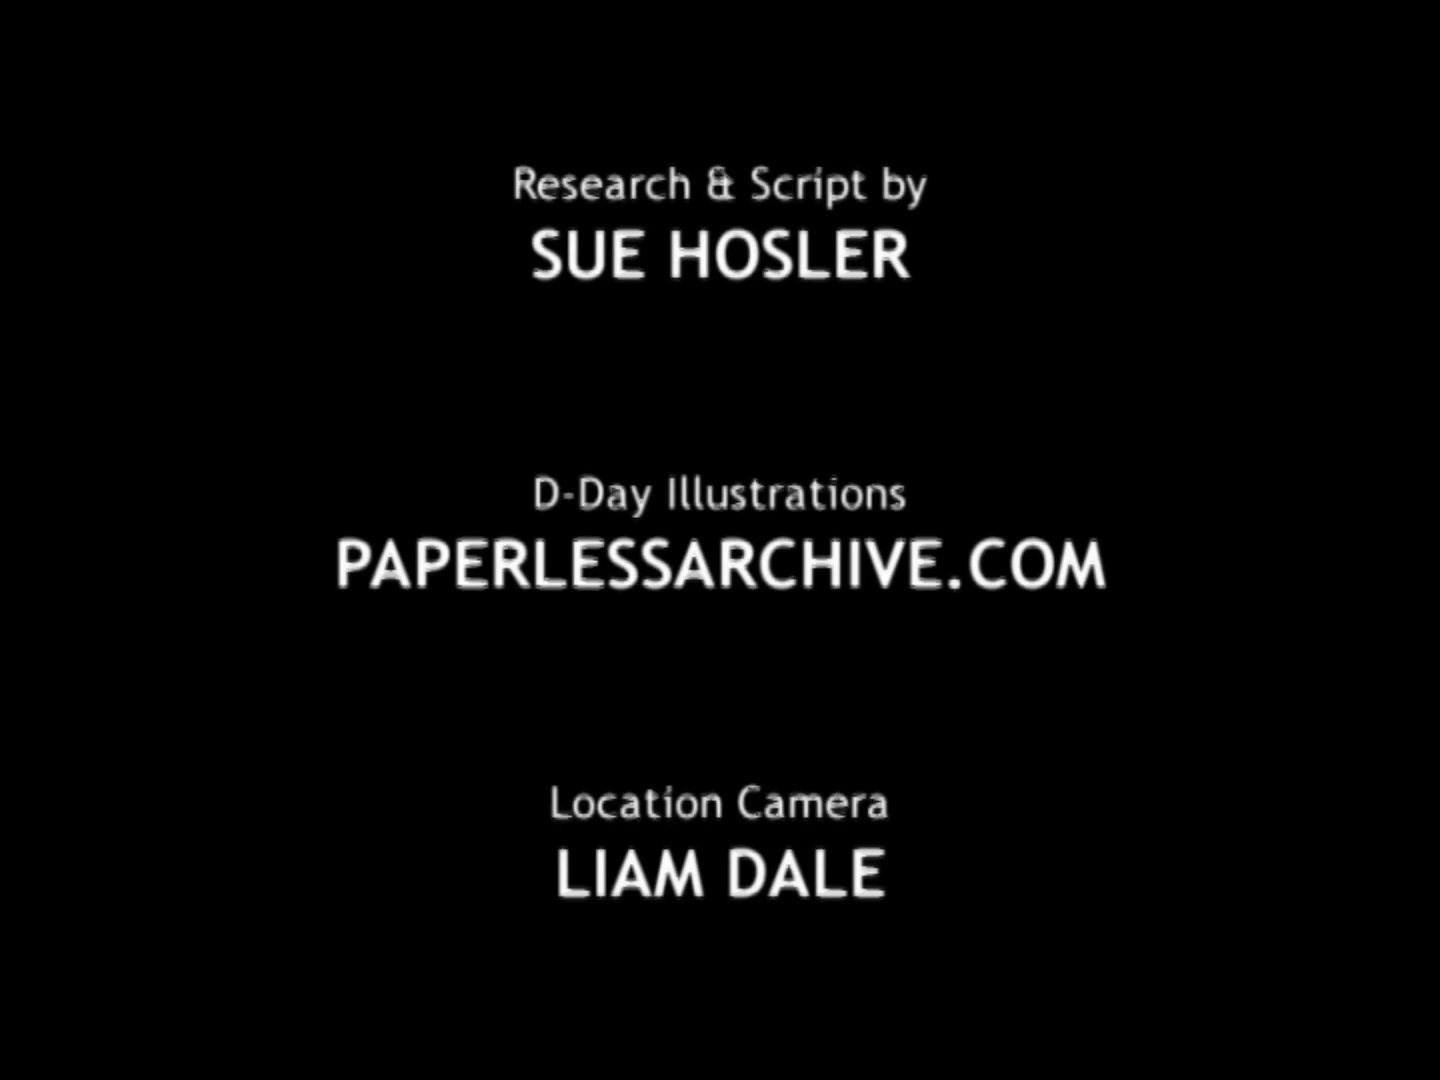 Research & Script by
SUE HOSLER
D-Day Illustrations
PAPERLESSARCHIVE.COM
Location Camera
LIAM DALE